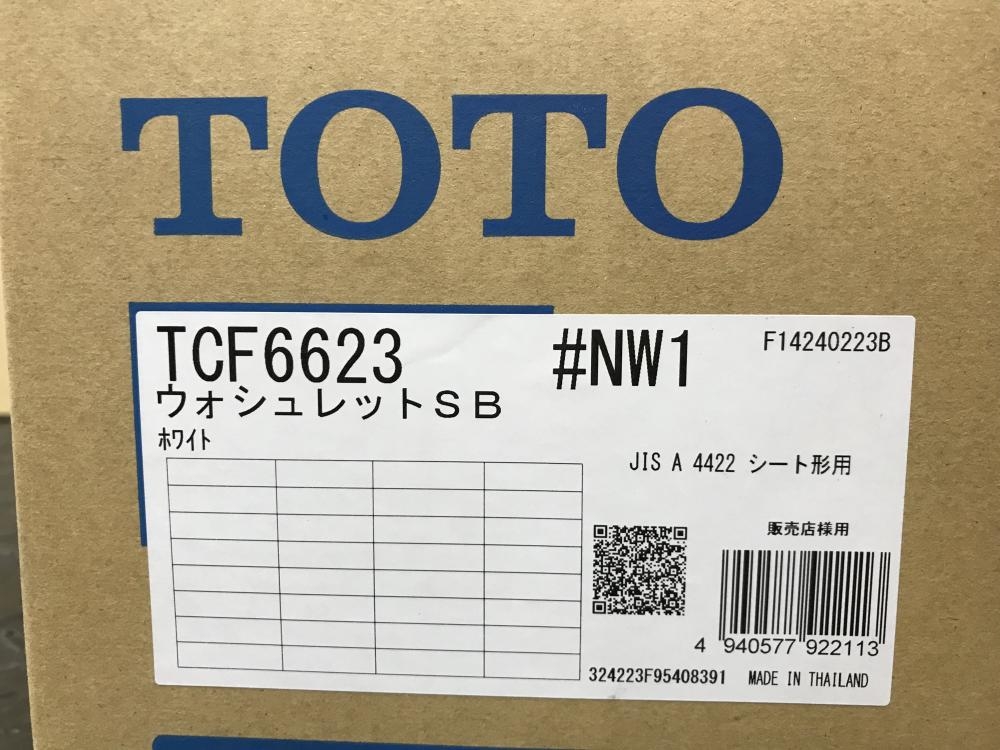 TOTO
TCF6623 #NW1 F14240223B
ウォシュレットSB
ホワイト
JIS A 4422 シート形用
販売店様用
4 940577 922113
324223F95408391 MADE IN THAILAND